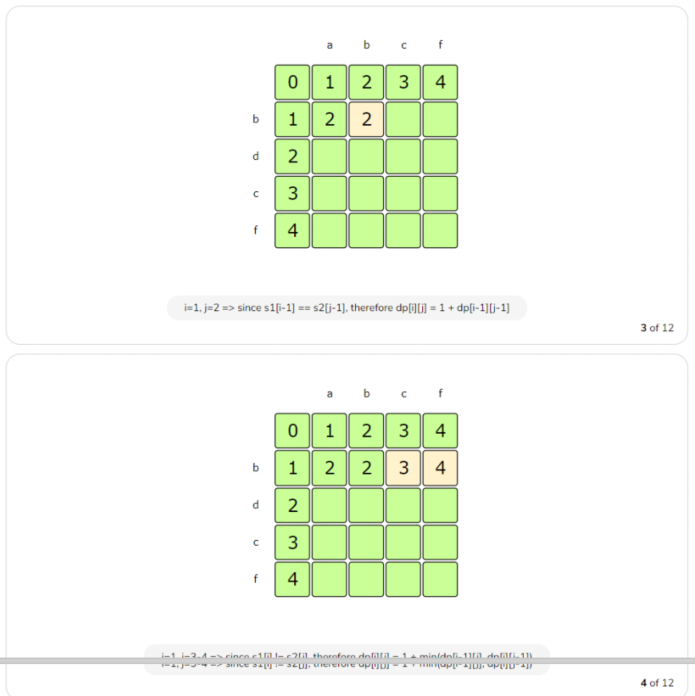 a b c f
0 1 2 3 4
b 1 2 2
d 2
c 3
f 4
i=1, j=2 => since s1[i-1] == s2[j-1], therefore dp[i][j] = 1 + dp[i-1][j-1]
3 of 12
a b c f
0 1 2 3 4
b 1 2 2 3 4
d 2
c 3
f 4
i=1, j=3-4 => since s1[i] != s2[j], therefore dp[i][j] = 1 + min(dp[i-1][j], dp[i][j-1])
4 of 12